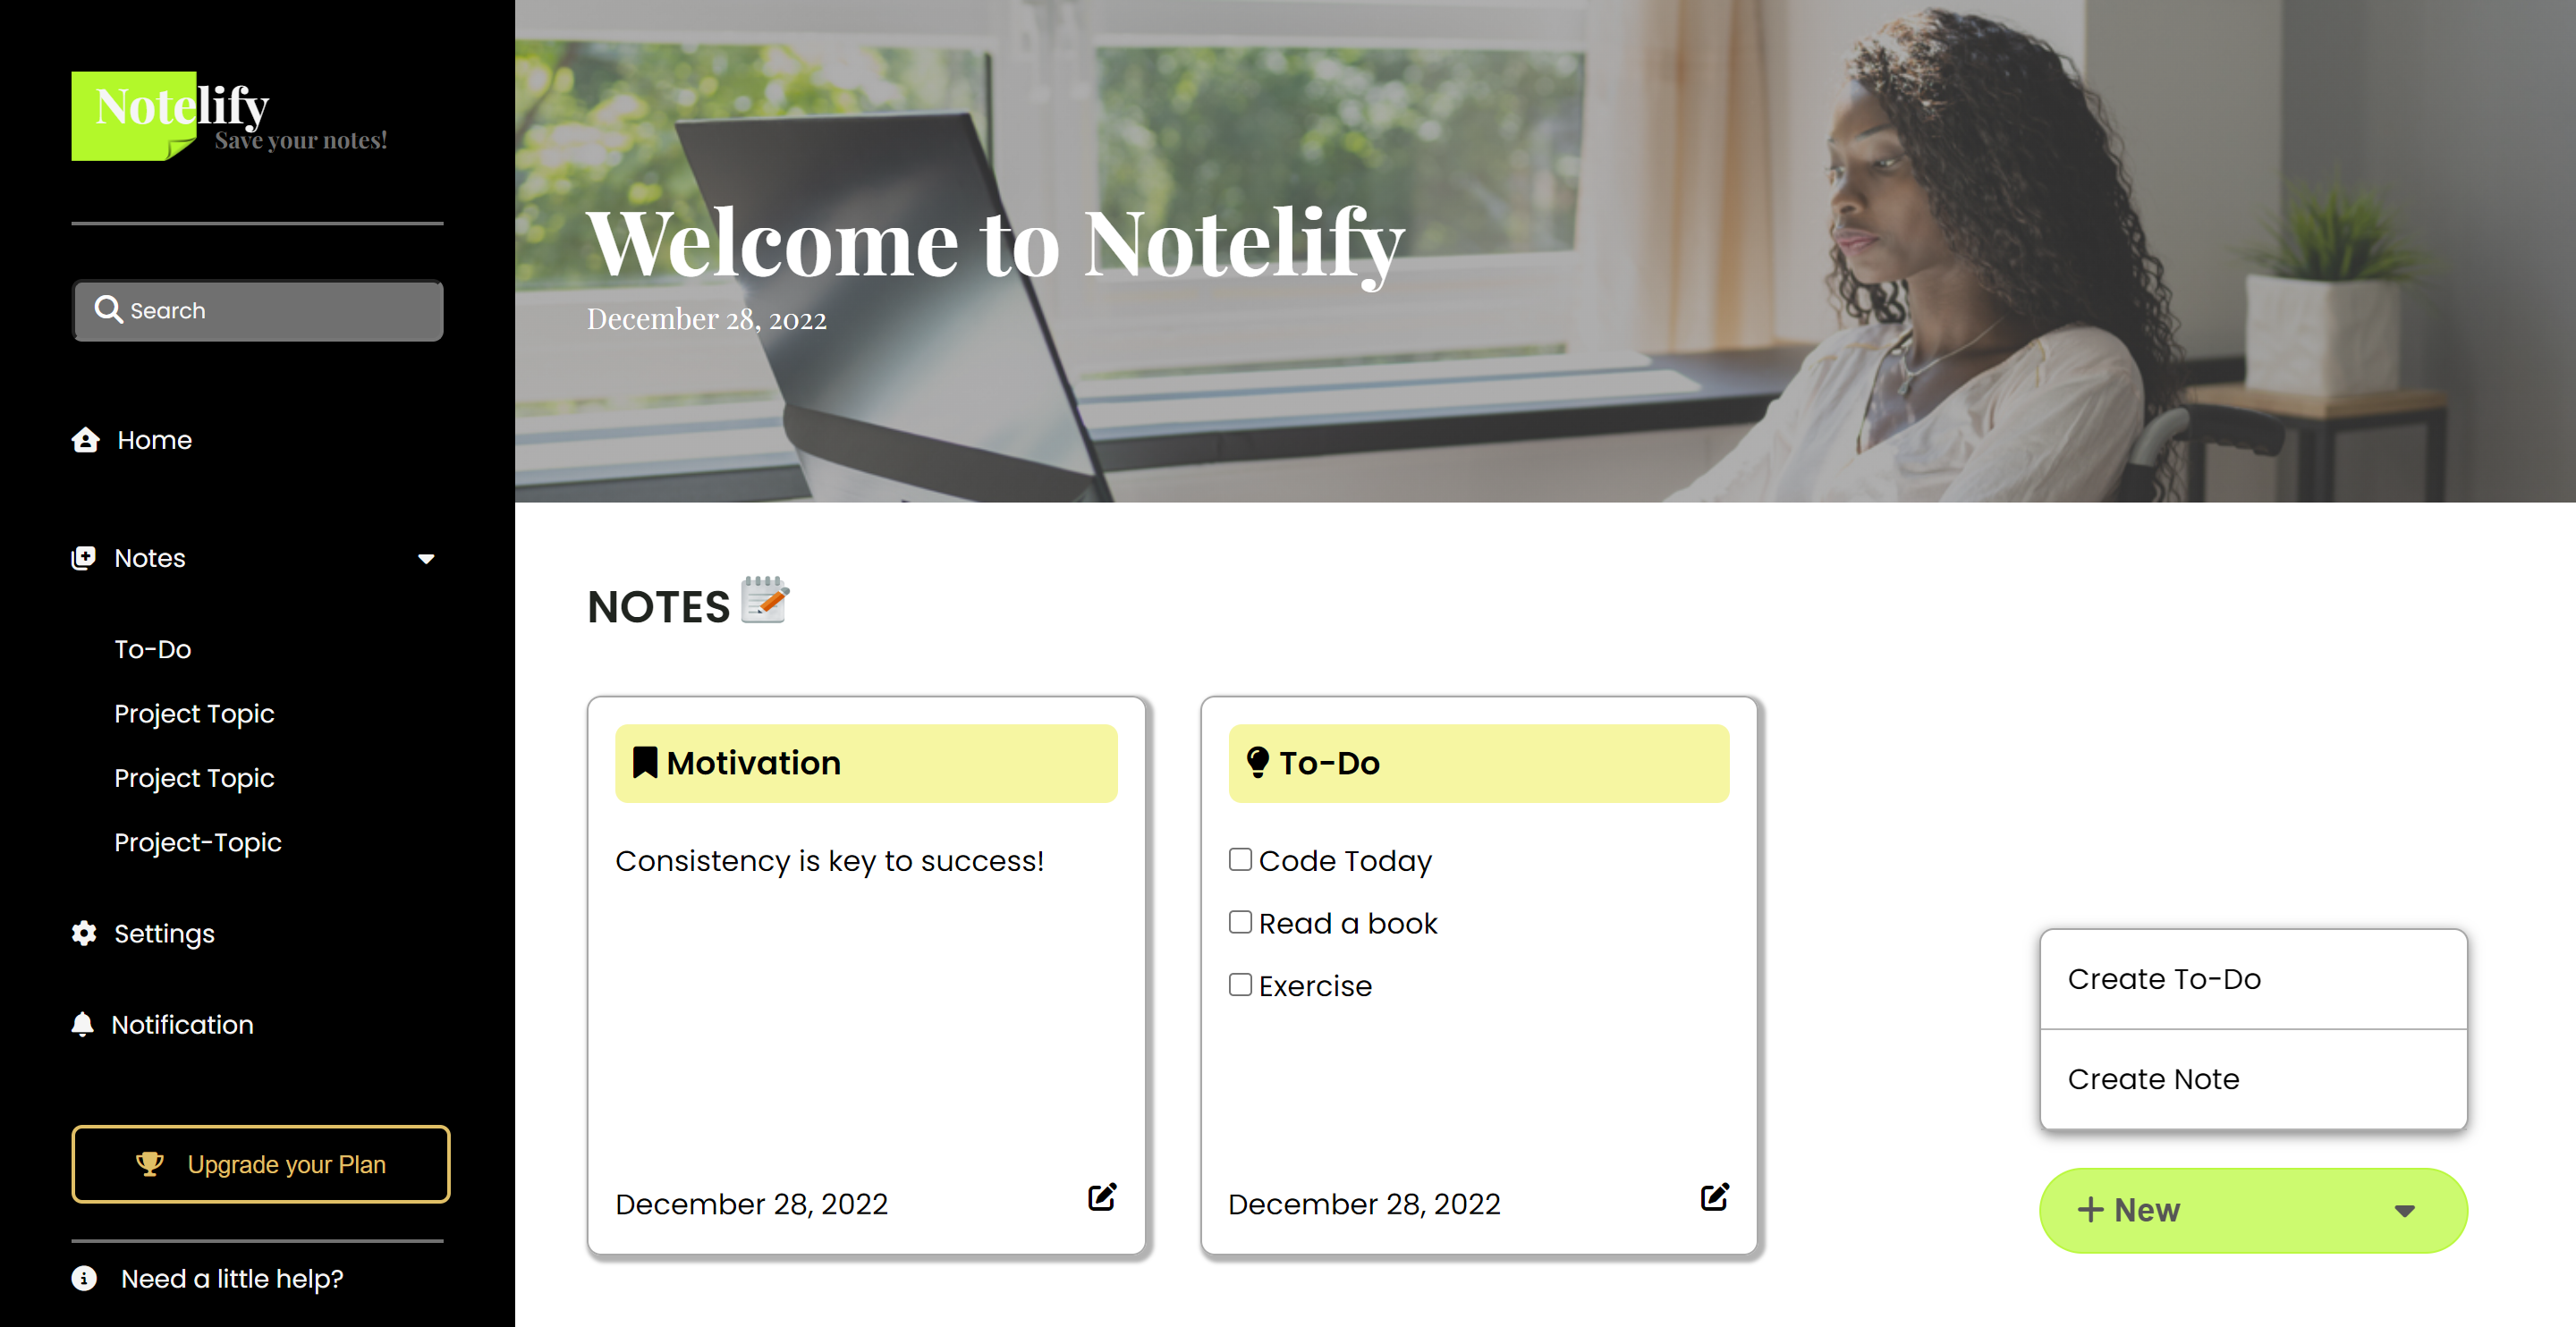 Notelify
Save your notes!
Search
Home
Notes
To-Do
Project Topic
Project Topic
Project-Topic
Settings
Notification
Upgrade your Plan
Need a little help?
Welcome to Notelify
December 28, 2022
NOTES
Motivation
Consistency is key to success!
December 28, 2022
To-Do
Code Today
Read a book
Exercise
December 28, 2022
Create To-Do
Create Note
+ New